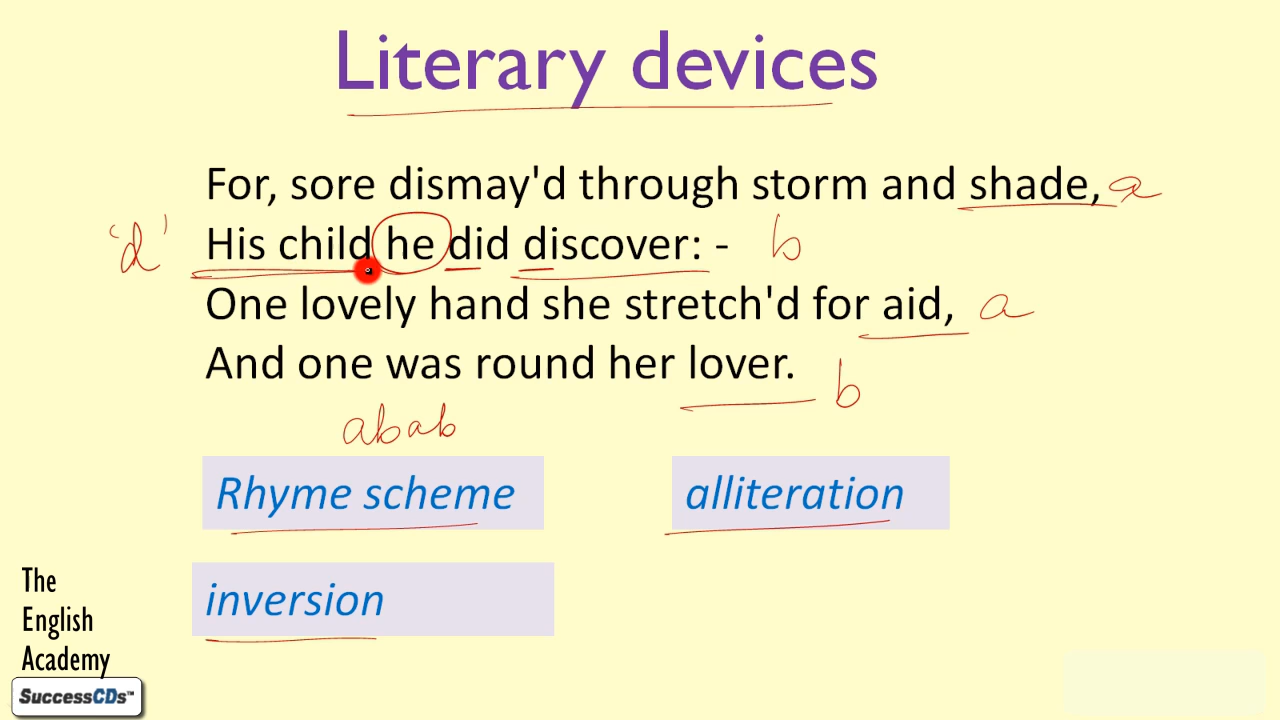 Literary devices
For, sore dismay'd through storm and shade, a
'd' His child he did discover: - b
One lovely hand she stretch'd for aid, a
And one was round her lover. b
abab
Rhyme scheme
alliteration
inversion
The
English
Academy
SuccessCDs™